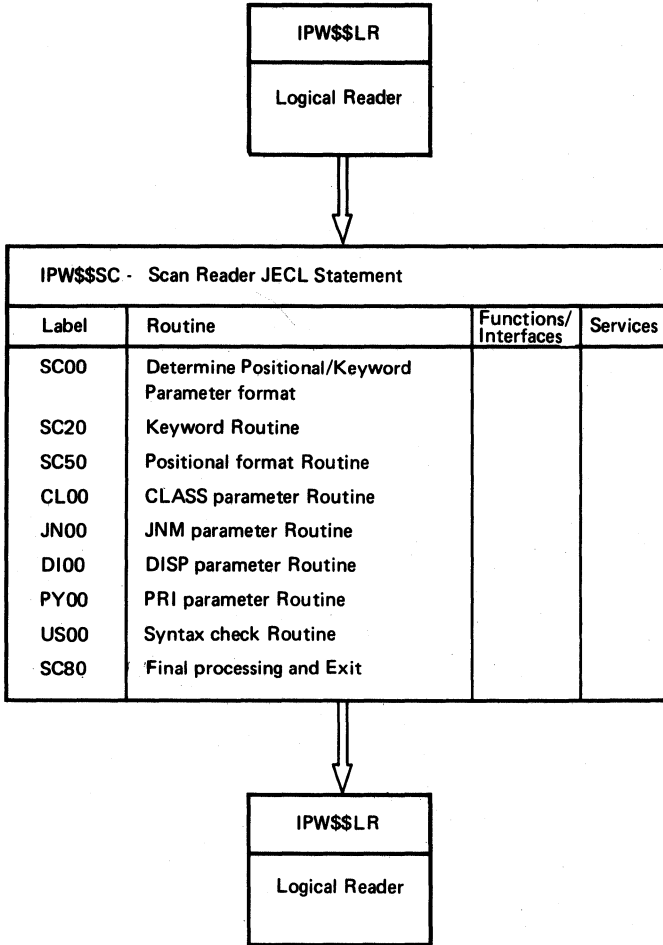 IPW$$LR
Logical Reader
IPW$$SC - Scan Reader JECL Statement
Label Routine Functions/ Interfaces Services
SC00 Determine Positional/Keyword
Parameter format
SC20 Keyword Routine
SC50 Positional format Routine
CL00 CLASS parameter Routine
JN00 JNM parameter Routine
DI00 DISP parameter Routine
PY00 PRI parameter Routine
US00 Syntax check Routine
SC80 Final processing and Exit
IPW$$LR
Logical Reader